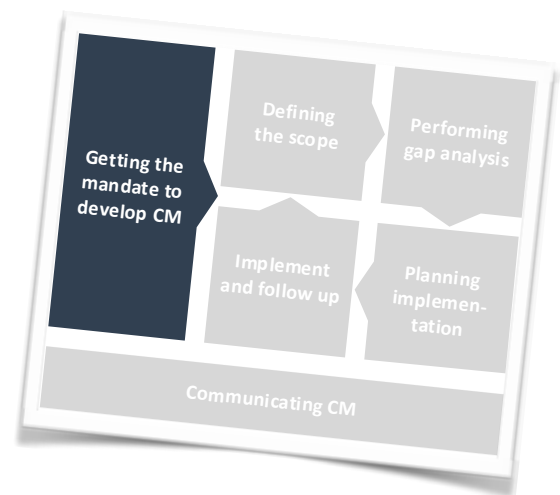 Getting the
mandate to
develop CM
Defining
the scope
Performing
gap analysis
Implement
and follow up
Planning
implemen-
tation
Communicating CM